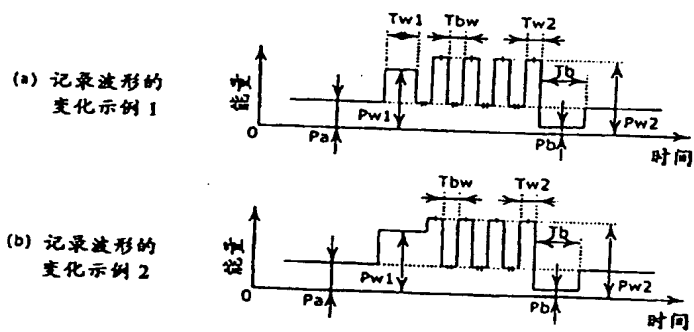 (a) 记录波形的
变化示例 1
能量
0
Tw1
Tbw
Tw2
Tb
Pa
Pw1
Pb
Pw2
时间
(b) 记录波形的
变化示例 2
能量
0
Tbw
Tw2
Tb
Pa
Pw1
Pb
Pw2
时间